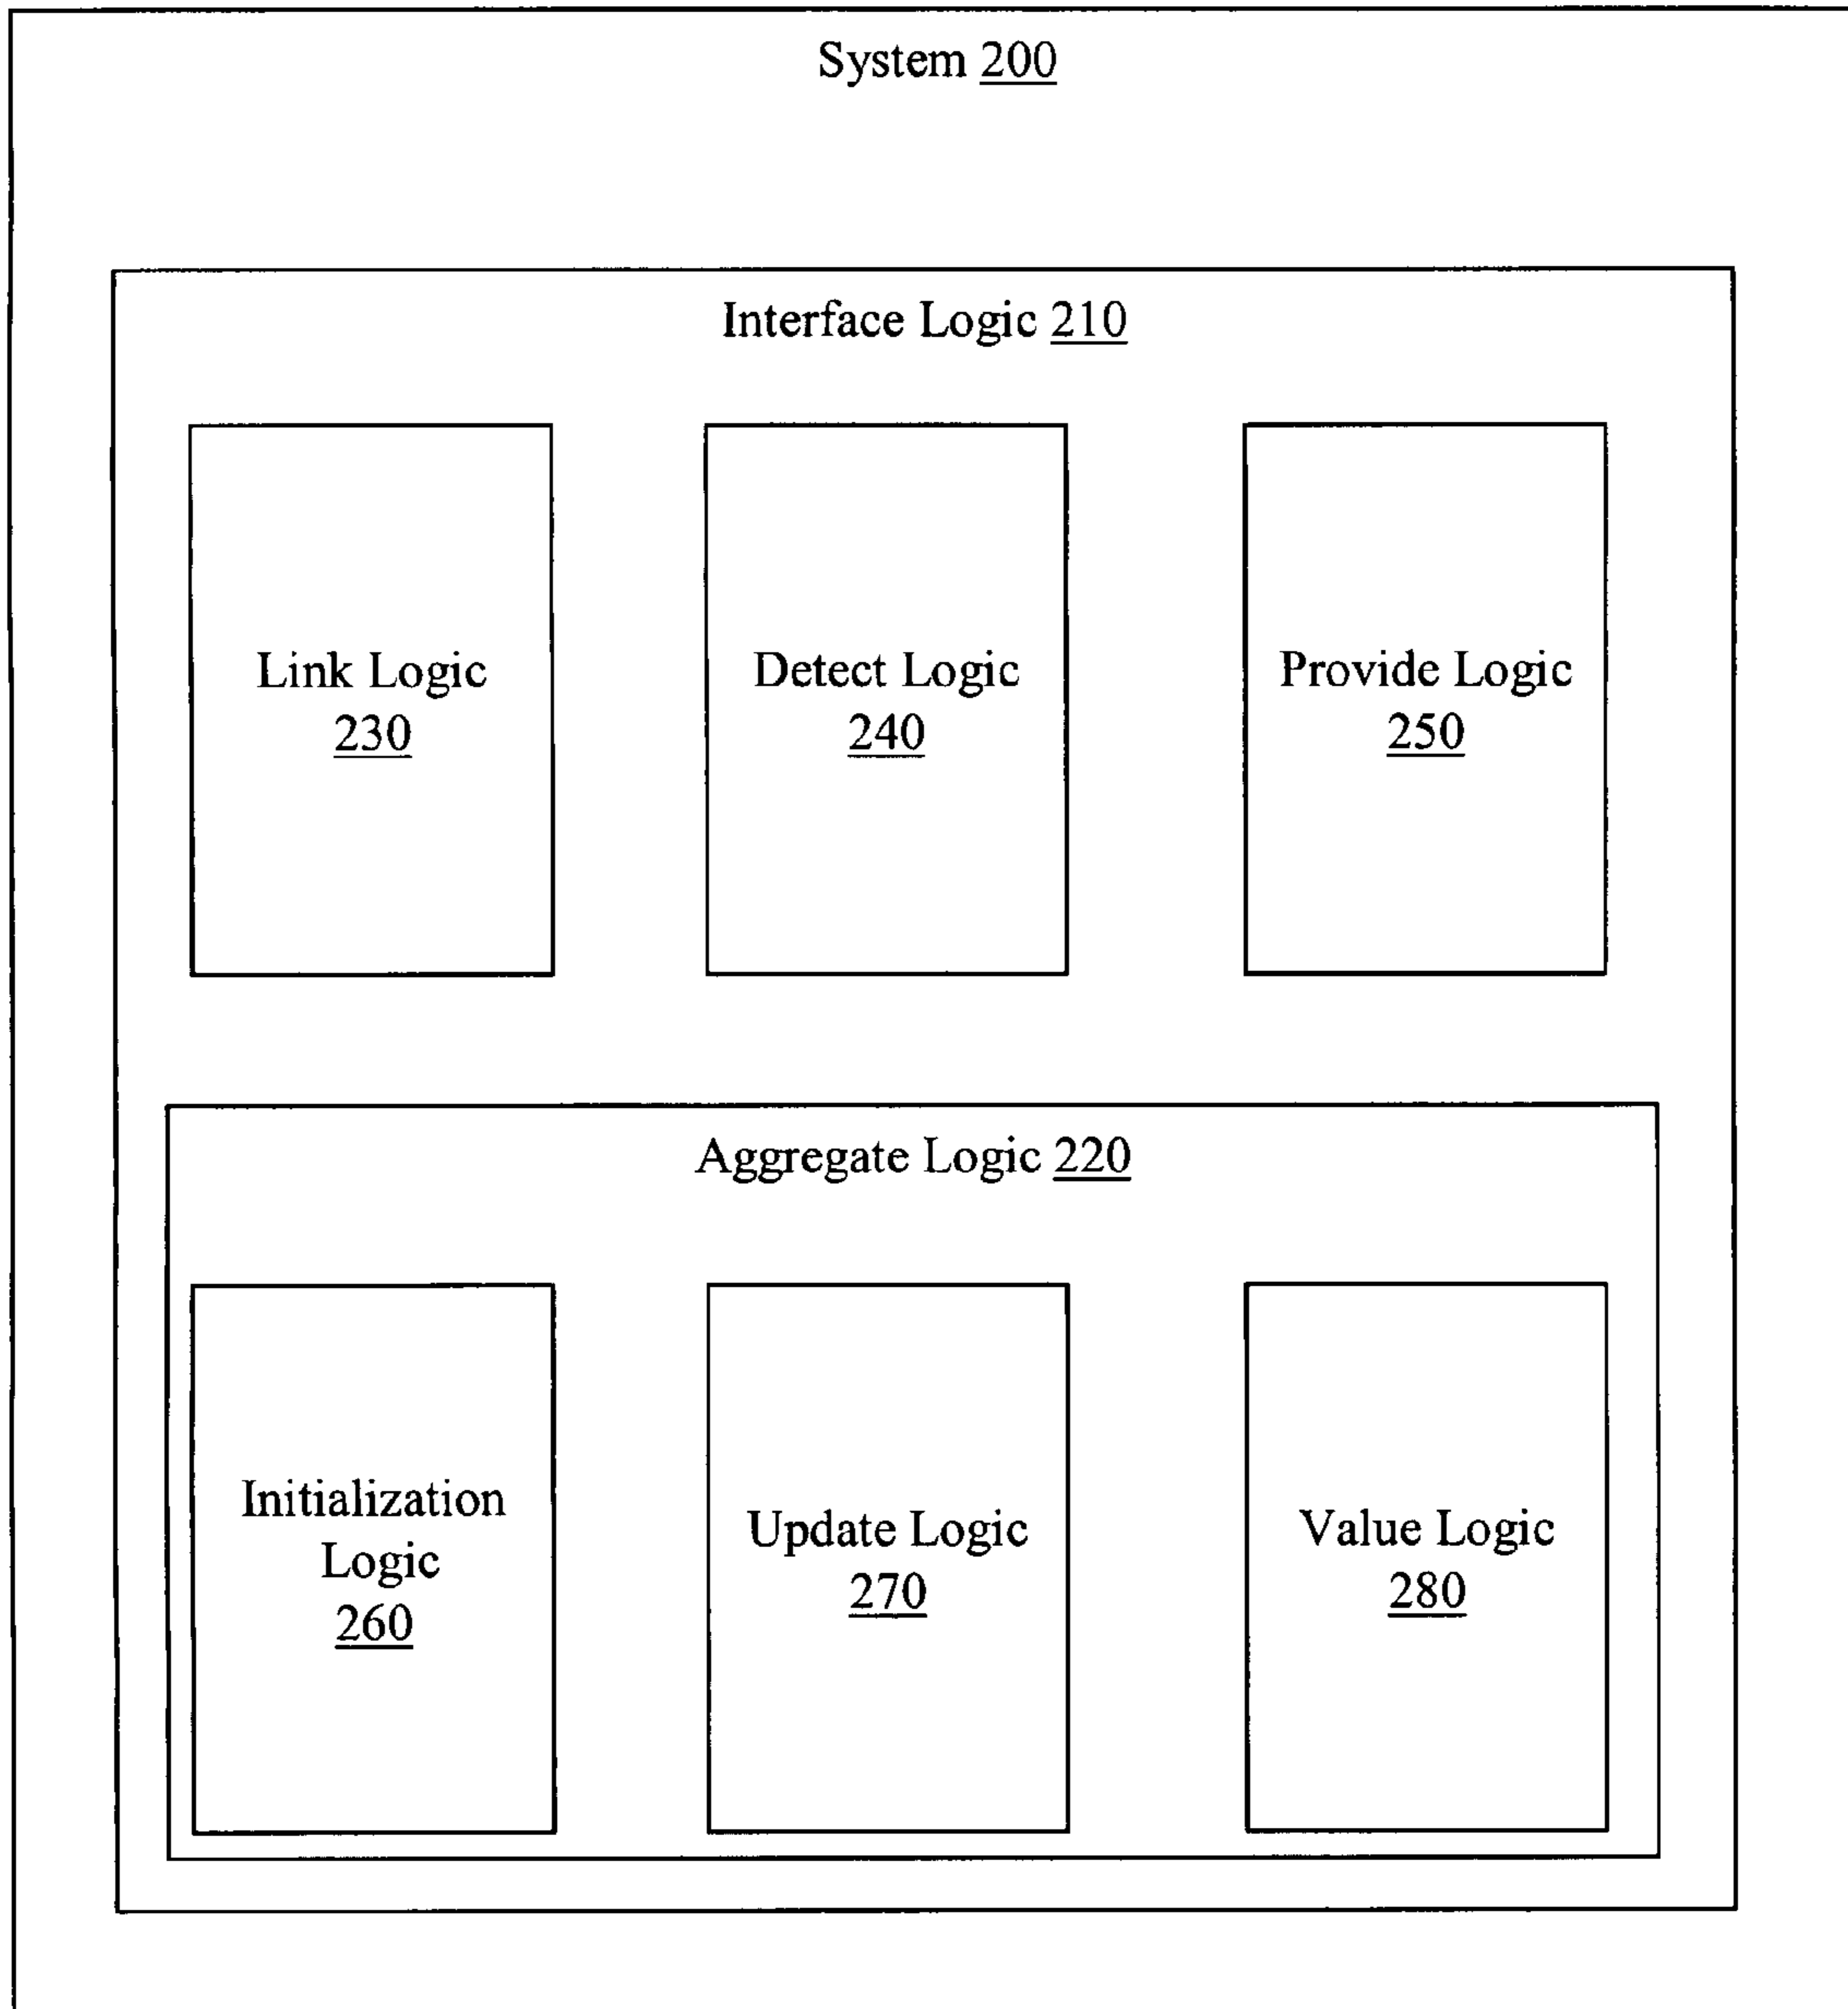 System 200
Interface Logic 210
Link Logic
230
Detect Logic
240
Provide Logic
250
Aggregate Logic 220
Initialization
Logic
260
Update Logic
270
Value Logic
280